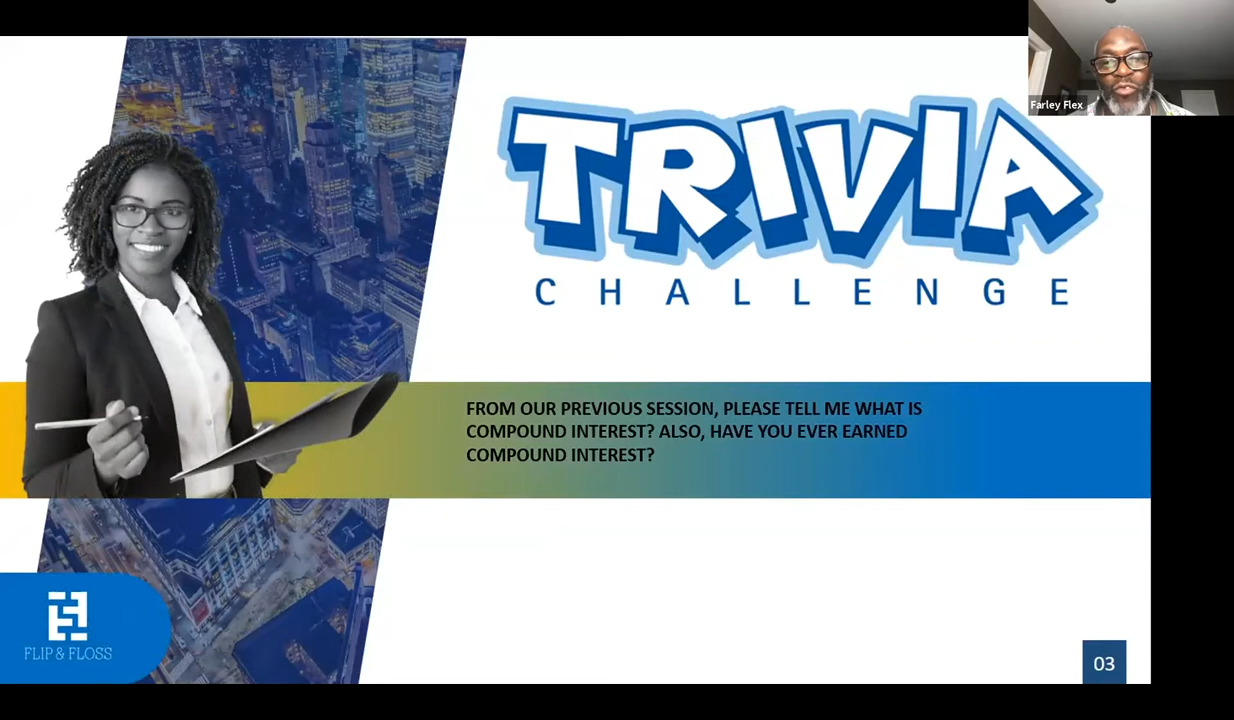 Farley Flex
TRIVIA
CHALLENGE
FROM OUR PREVIOUS SESSION, PLEASE TELL ME WHAT IS
COMPOUND INTEREST? ALSO, HAVE YOU EVER EARNED
COMPOUND INTEREST?
FLIP & FLOSS
03